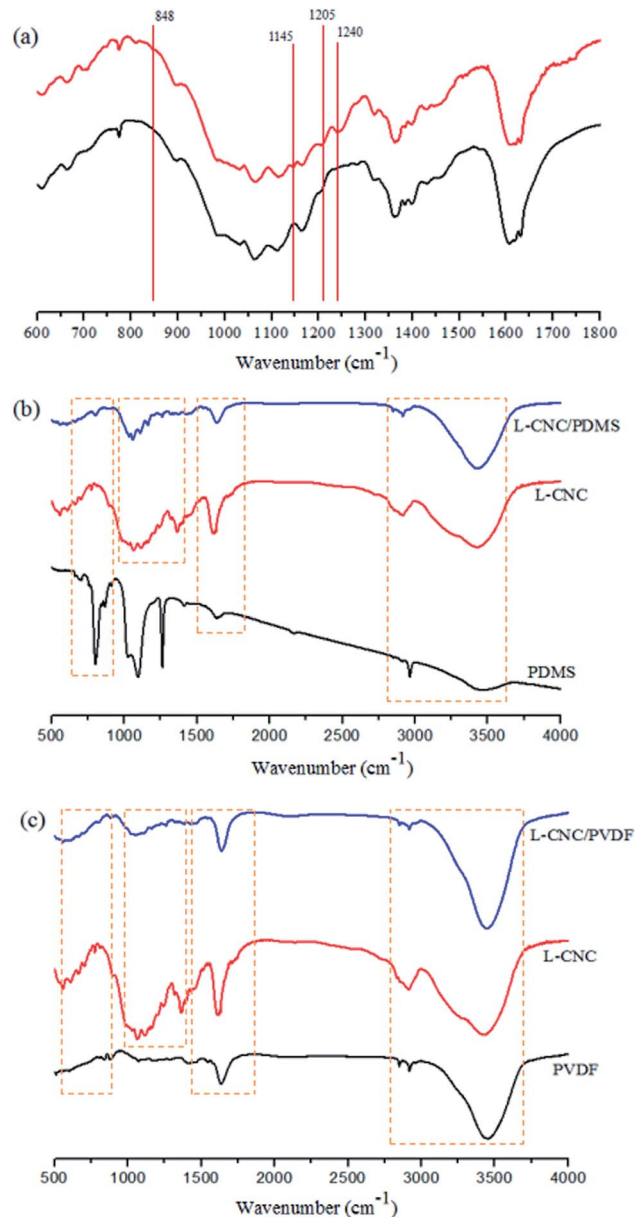 (a)
848
1145
1205
1240
600 700 800 900 1000 1100 1200 1300 1400 1500 1600 1700 1800
Wavenumber (cm-1)
(b)
L-CNC/PDMS
L-CNC
PDMS
500 1000 1500 2000 2500 3000 3500 4000
Wavenumber (cm-1)
(c)
L-CNC/PVDF
L-CNC
PVDF
500 1000 1500 2000 2500 3000 3500 4000
Wavenumber (cm-1)